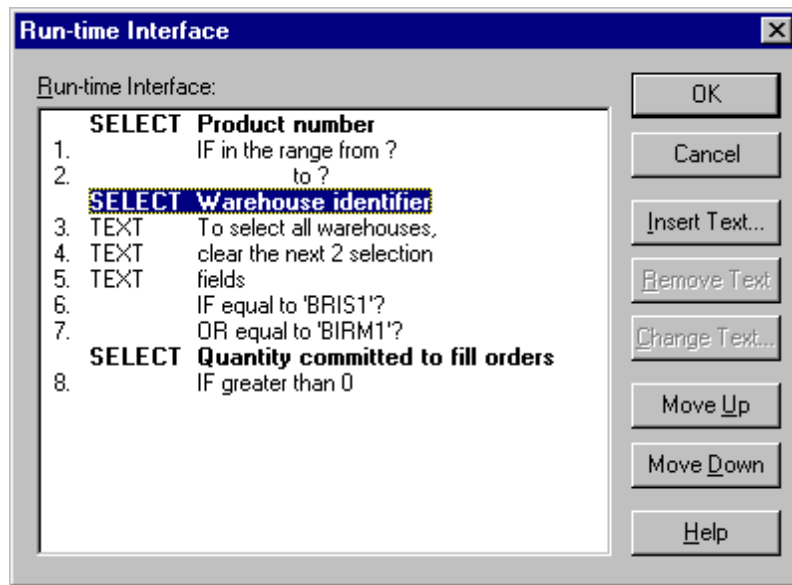 Run-time Interface
Run-time Interface:
SELECT Product number
1. IF in the range from ?
2. to ?
SELECT Warehouse identifier
3. TEXT To select all warehouses,
4. TEXT clear the next 2 selection
5. TEXT fields
6. IF equal to 'BRIS1'?
7. OR equal to 'BIRM1'?
SELECT Quantity committed to fill orders
8. IF greater than 0
OK
Cancel
Insert Text...
Remove Text
Change Text...
Move Up
Move Down
Help